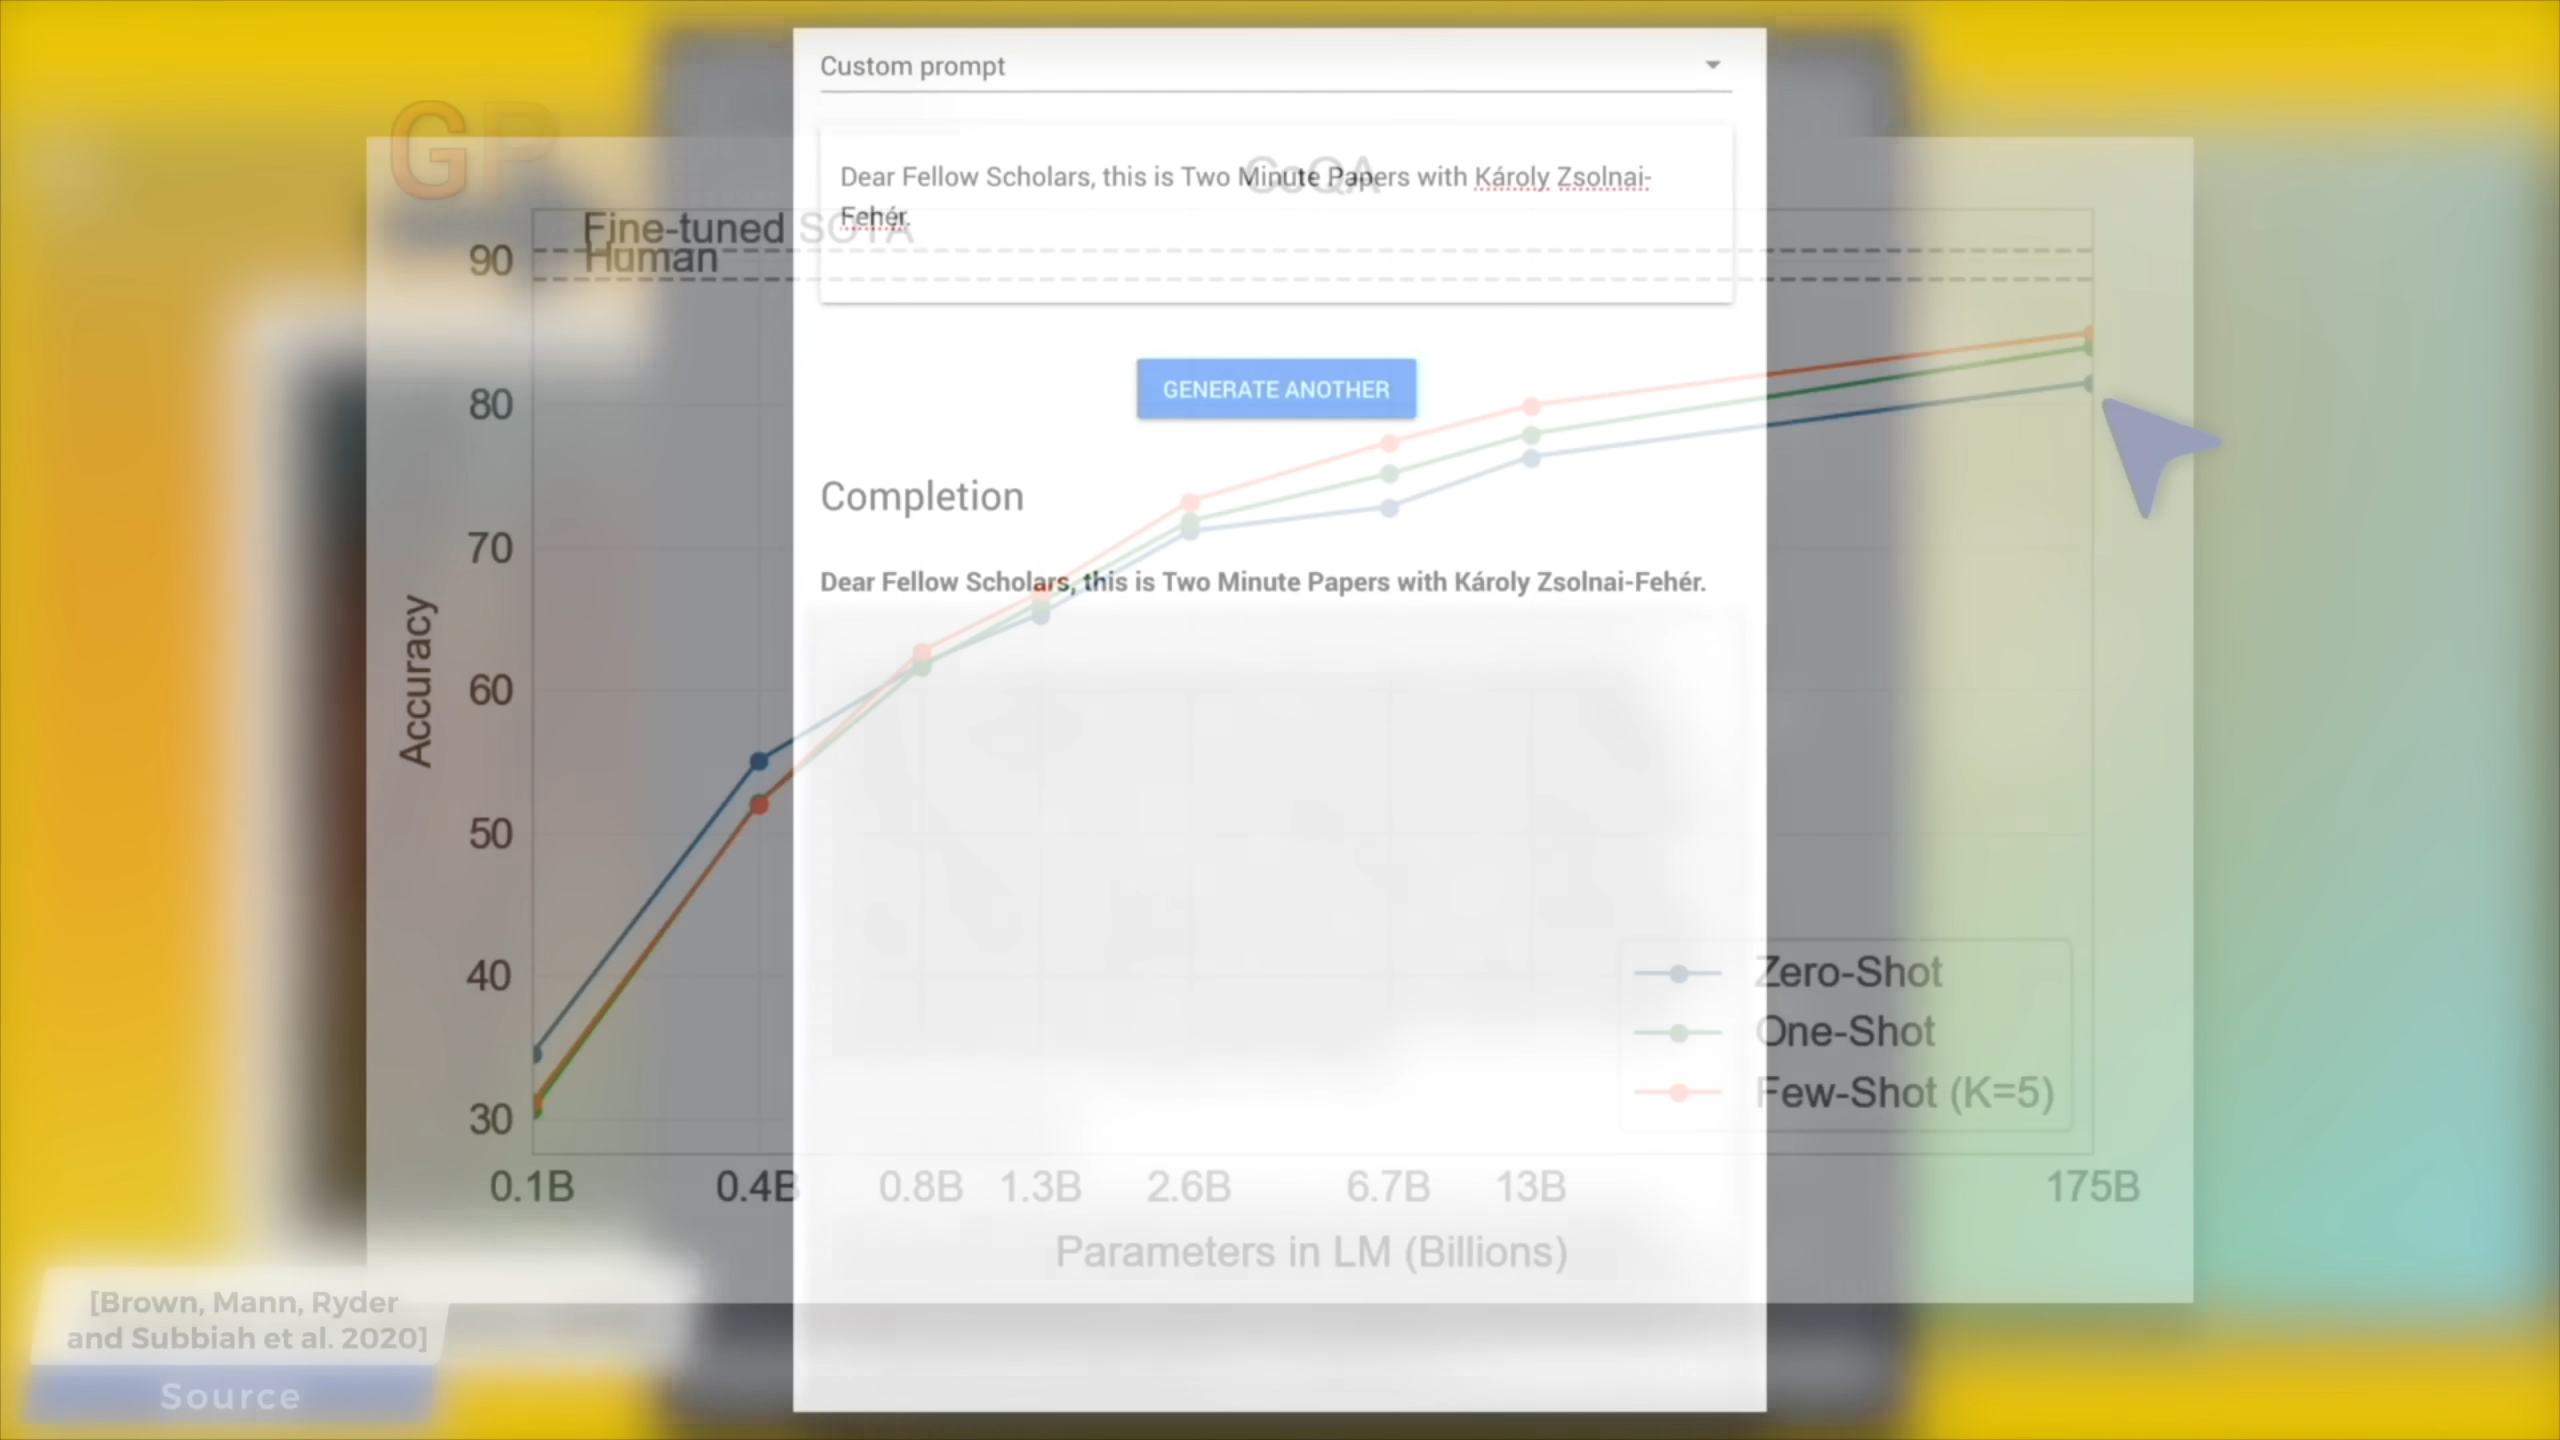 Custom prompt
GP
CoQA
Dear Fellow Scholars, this is Two Minute Papers with Károly Zsolnai-
Fehér.
Fine-tuned SOTA
Human
90
80
70
60
50
40
30
Accuracy
GENERATE ANOTHER
Completion
Dear Fellow Scholars, this is Two Minute Papers with Károly Zsolnai-Fehér.
Zero-Shot
One-Shot
Few-Shot (K=5)
0.1B 0.4B 0.8B 1.3B 2.6B 6.7B 13B 175B
Parameters in LM (Billions)
[Brown, Mann, Ryder
and Subbiah et al. 2020]
Source